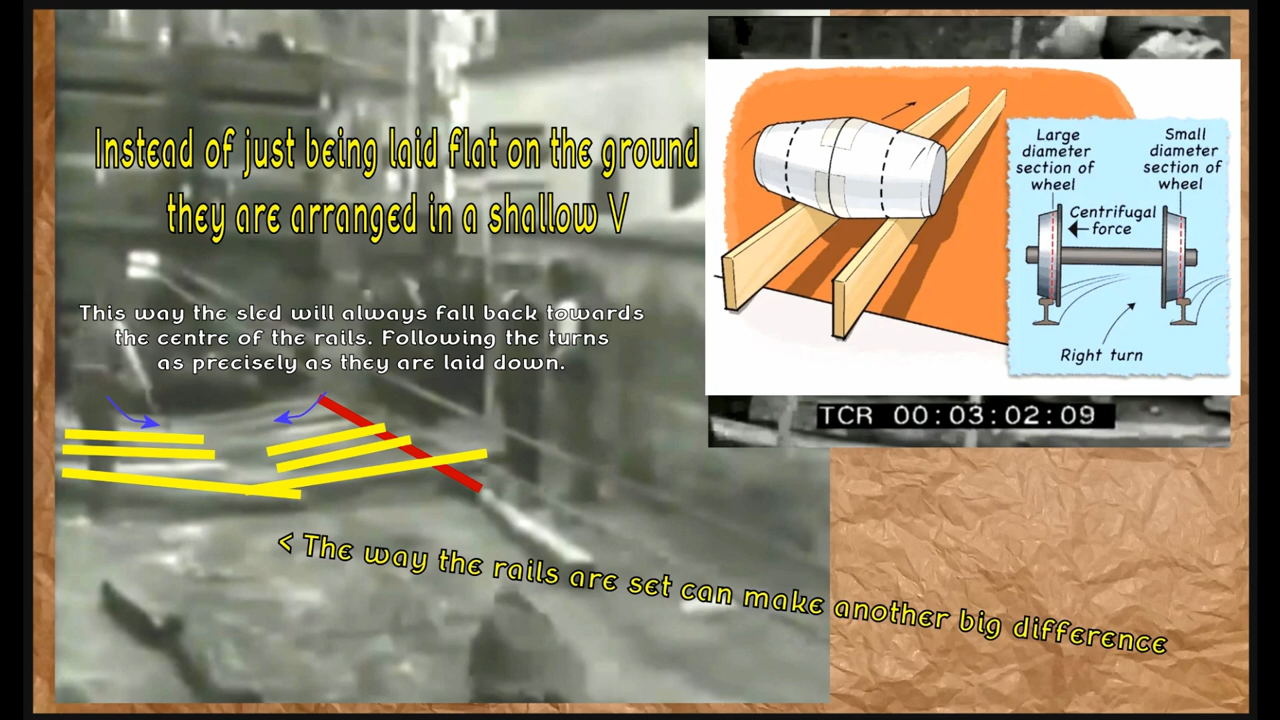 Instead of just being laid flat on the ground
they are arranged in a shallow V
This way the sled will always fall back towards
the centre of the rails. Following the turns
as precisely as they are laid down.
< The way the rails are set can make another big difference
Large
diameter
section of
wheel
Small
diameter
section of
wheel
Centrifugal
force
Right turn
TCR 00:03:02:09